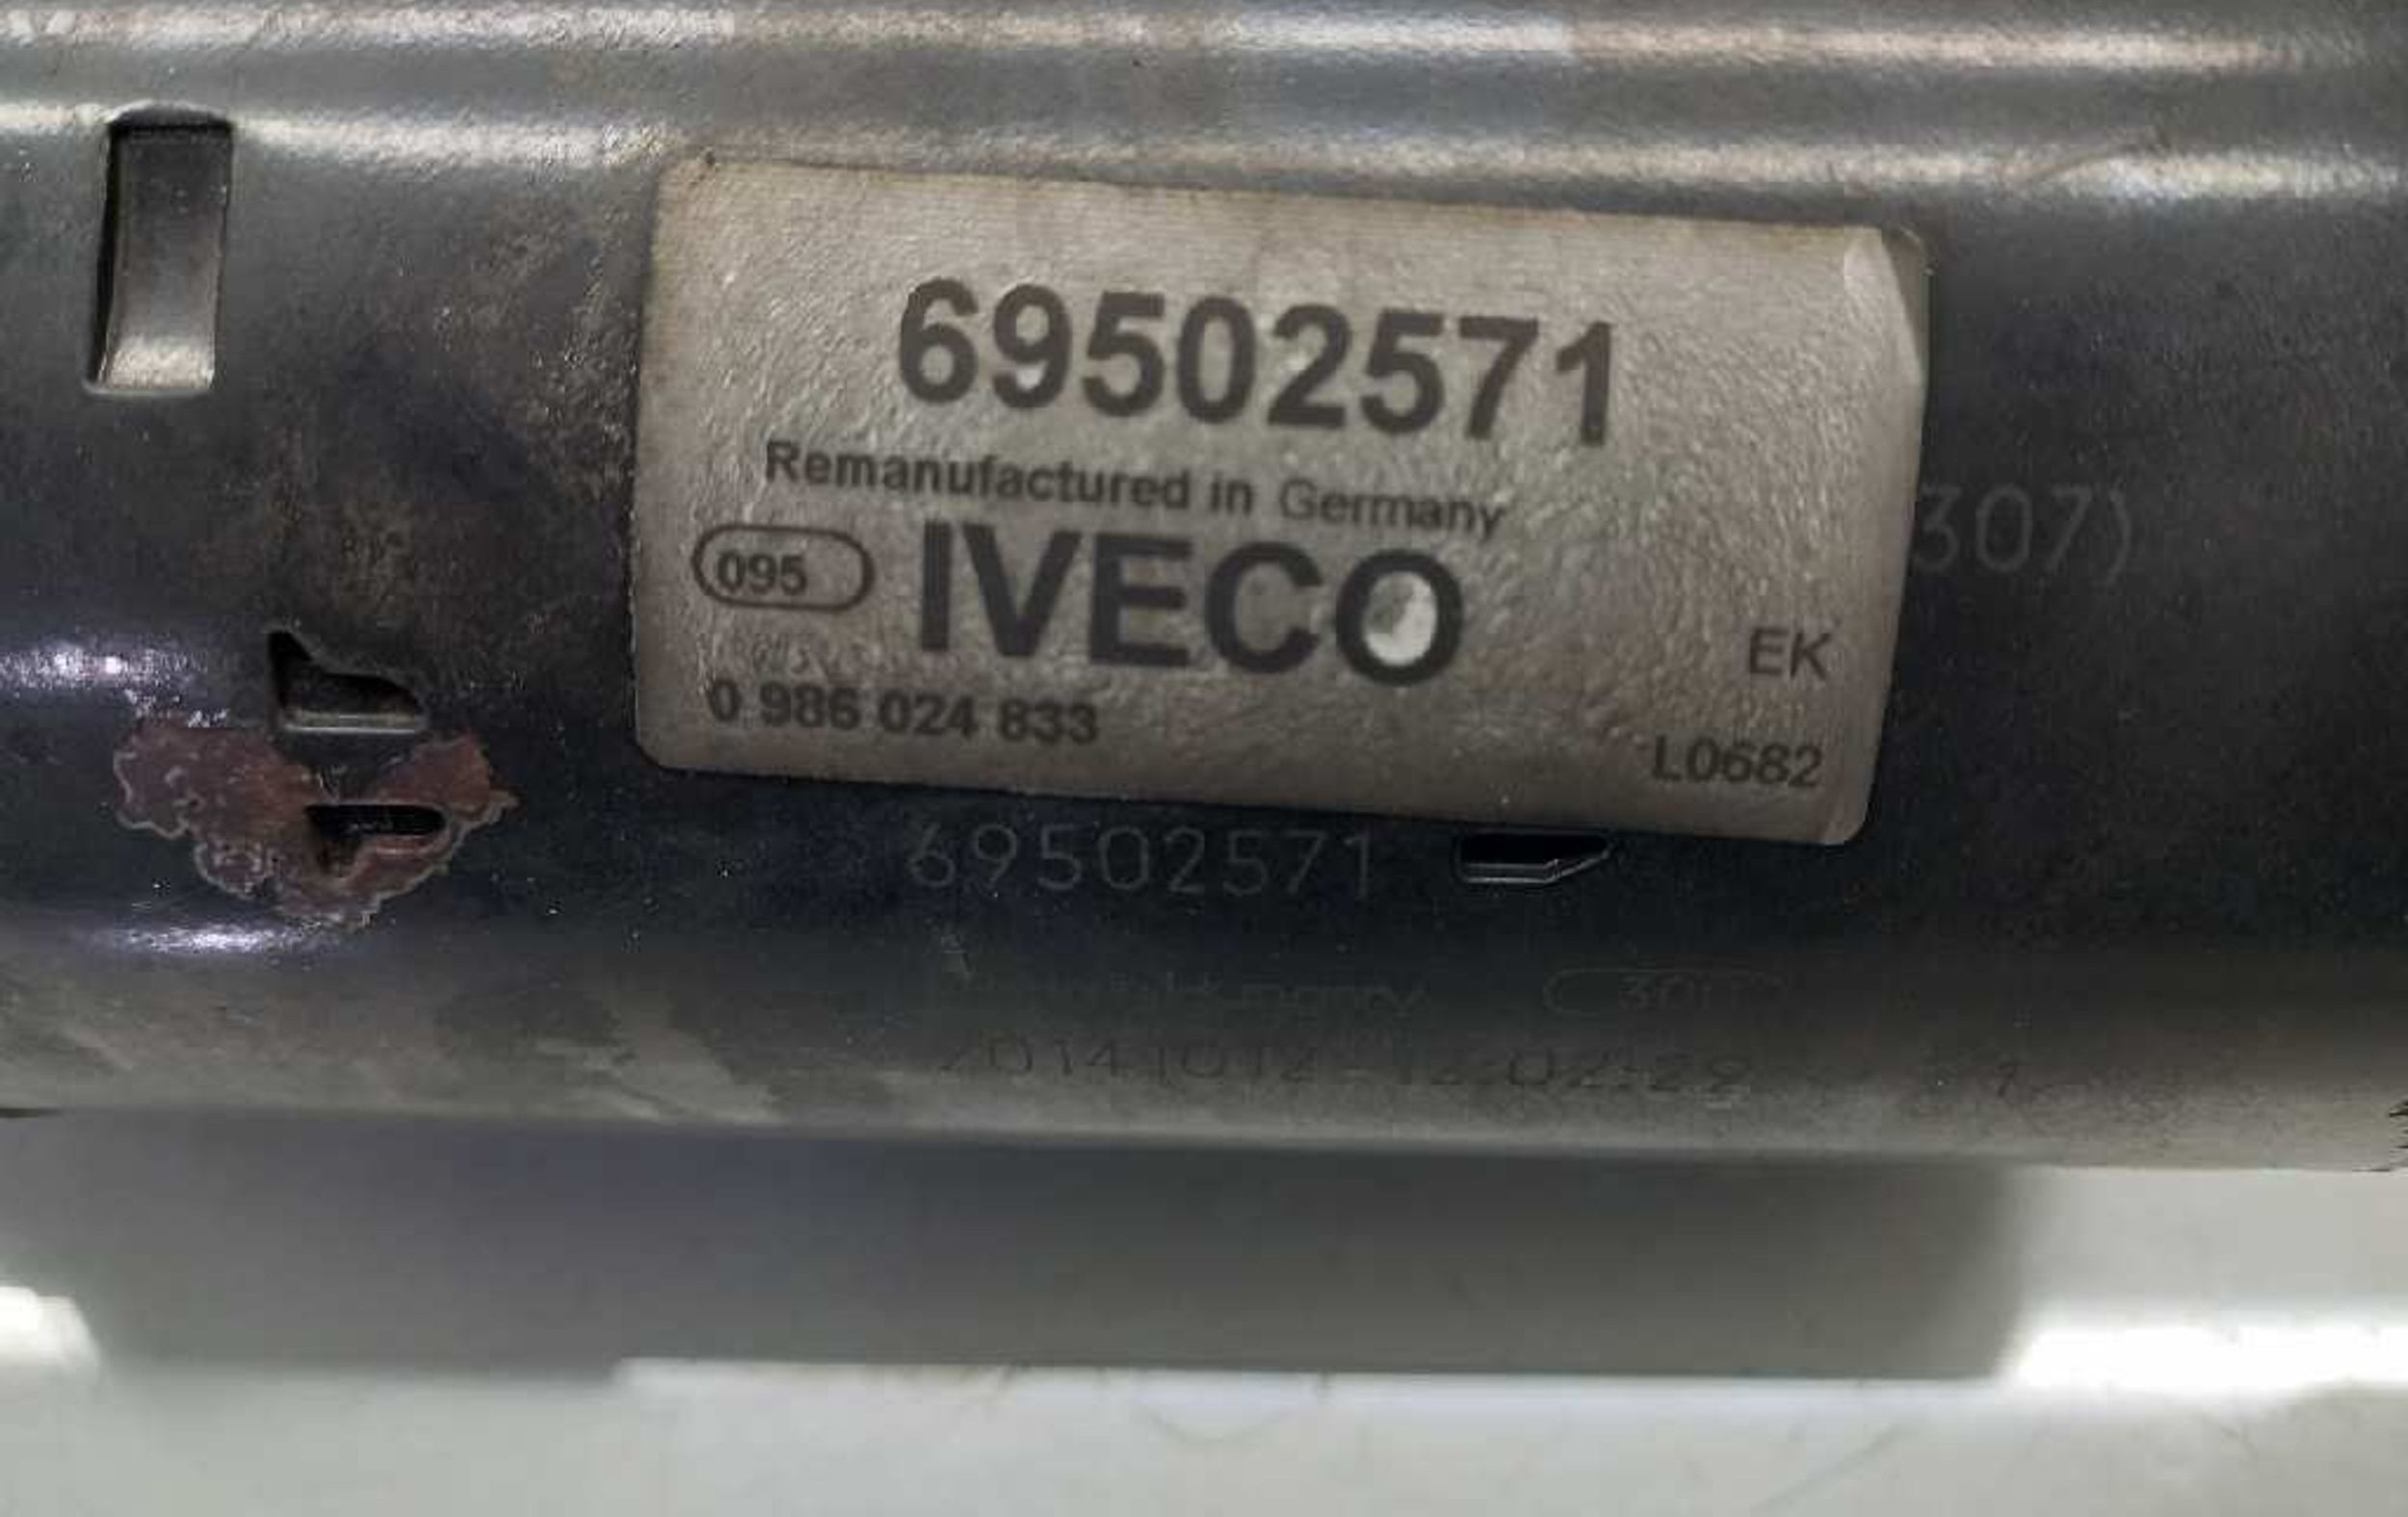 69502571
Remanufactured in Germany
095 IVECO
EK
0 986 024 833
L0682
307)
69502571